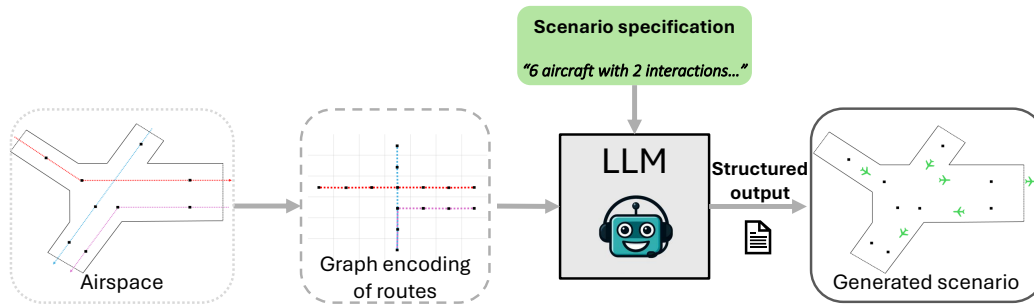 Scenario specification
“6 aircraft with 2 interactions…”
LLM
Structured
output
Airspace
Graph encoding
of routes
Generated scenario